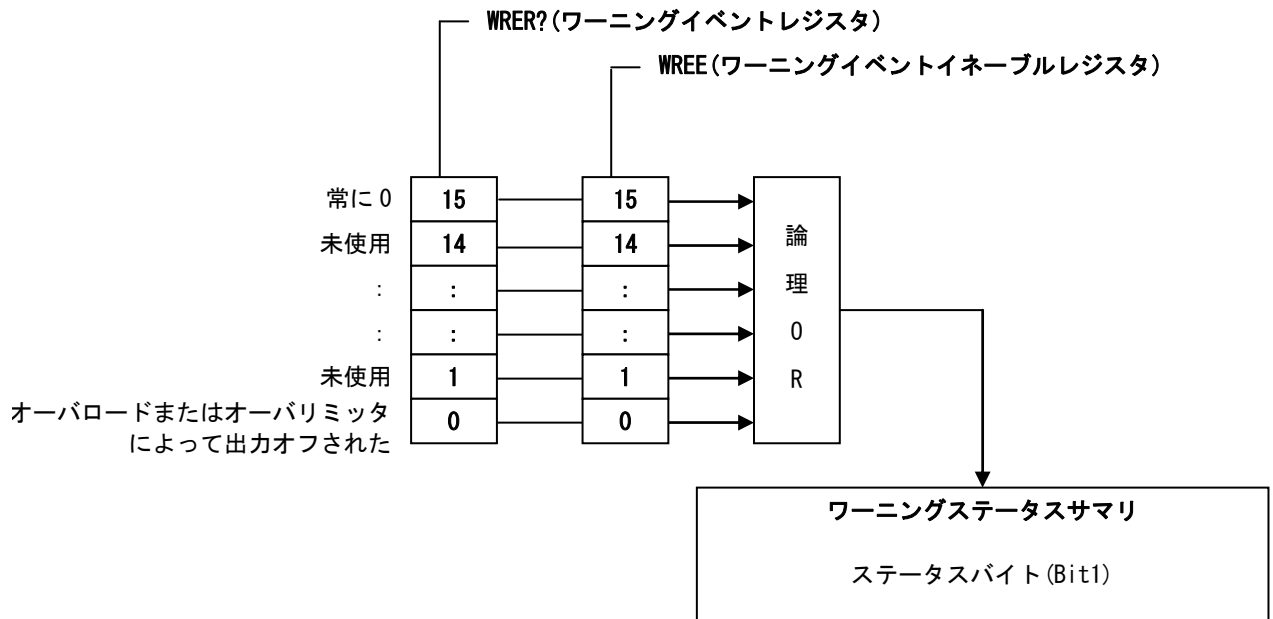 WRER?(ワーニングイベントレジスタ)
WREE(ワーニングイベントイネーブルレジスタ)
常に0 15 15
未使用 14 14
: : :
: : :
未使用 1 1
オーバロードまたはオーバリミッタ
によって出力オフされた
0 0
論
理
O
R
ワーニングステータスサマリ
ステータスバイト(Bit1)